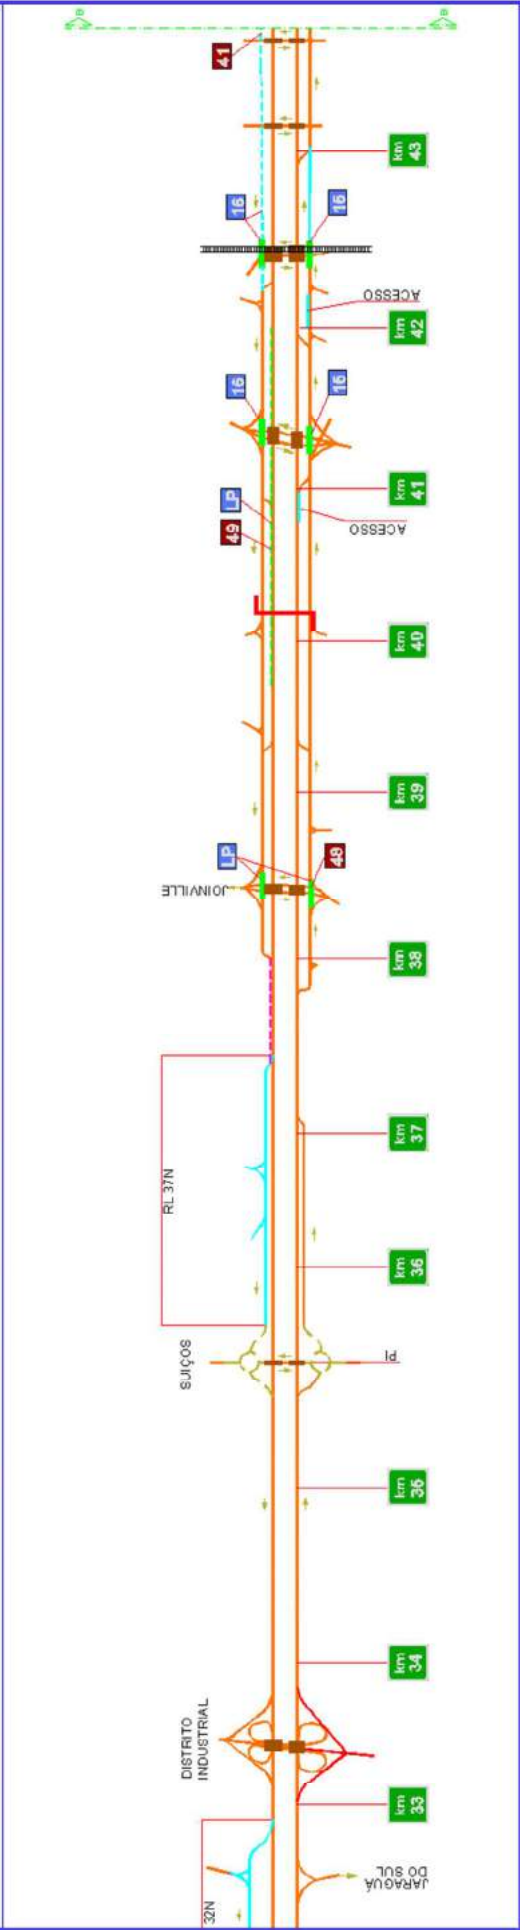 B
32N
DISTRITO
INDUSTRIAL
SUIÇOS
RL 37N
JOINVILLE
LP
49
LP
16
16
41
48
16
16
JARAGUÁ
DO SUL
PI
ACESSO
ACESSO
km
33
km
34
km
35
km
36
km
37
km
38
km
39
km
40
km
41
km
42
km
43
B